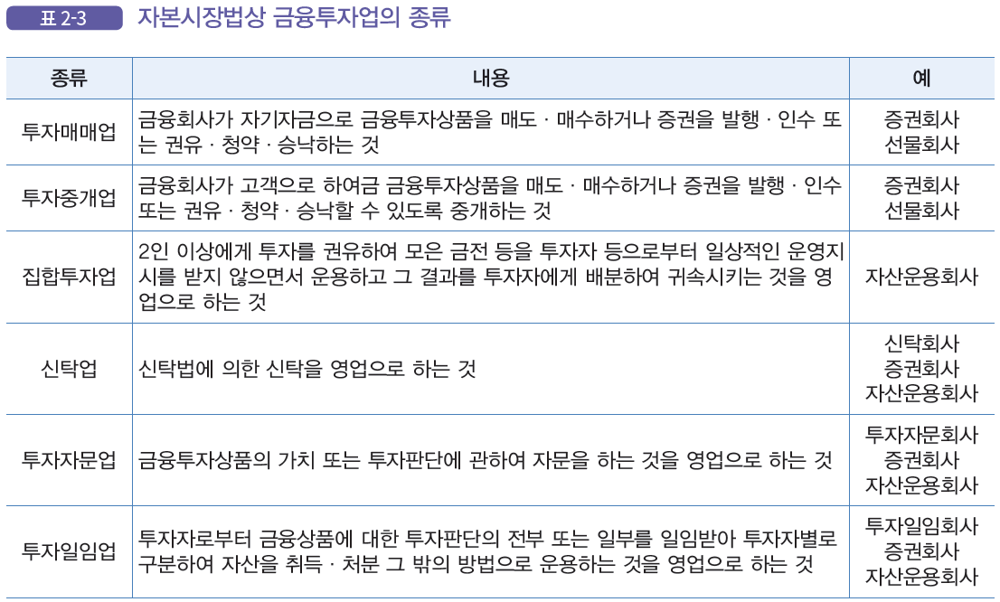 표 2-3 자본시장법상 금융투자업의 종류
종류 내용 예
투자매매업
금융회사가 자기자금으로 금융투자상품을 매도 · 매수하거나 증권을 발행 · 인수 또
는 권유 · 청약 · 승낙하는 것
증권회사
선물회사
투자중개업
금융회사가 고객으로 하여금 금융투자상품을 매도 · 매수하거나 증권을 발행 · 인수
또는 권유 · 청약 · 승낙할 수 있도록 중개하는 것
증권회사
선물회사
집합투자업
2인 이상에게 투자를 권유하여 모은 금전 등을 투자자 등으로부터 일상적인 운영지
시를 받지 않으면서 운용하고 그 결과를 투자자에게 배분하여 귀속시키는 것을 영
업으로 하는 것
자산운용회사
신탁업
신탁법에 의한 신탁을 영업으로 하는 것
신탁회사
증권회사
자산운용회사
투자자문업
금융투자상품의 가치 또는 투자판단에 관하여 자문을 하는 것을 영업으로 하는 것
투자자문회사
증권회사
자산운용회사
투자일임업
투자자로부터 금융상품에 대한 투자판단의 전부 또는 일부를 일임받아 투자자별로
구분하여 자산을 취득 · 처분 그 밖의 방법으로 운용하는 것을 영업으로 하는 것
투자일임회사
증권회사
자산운용회사